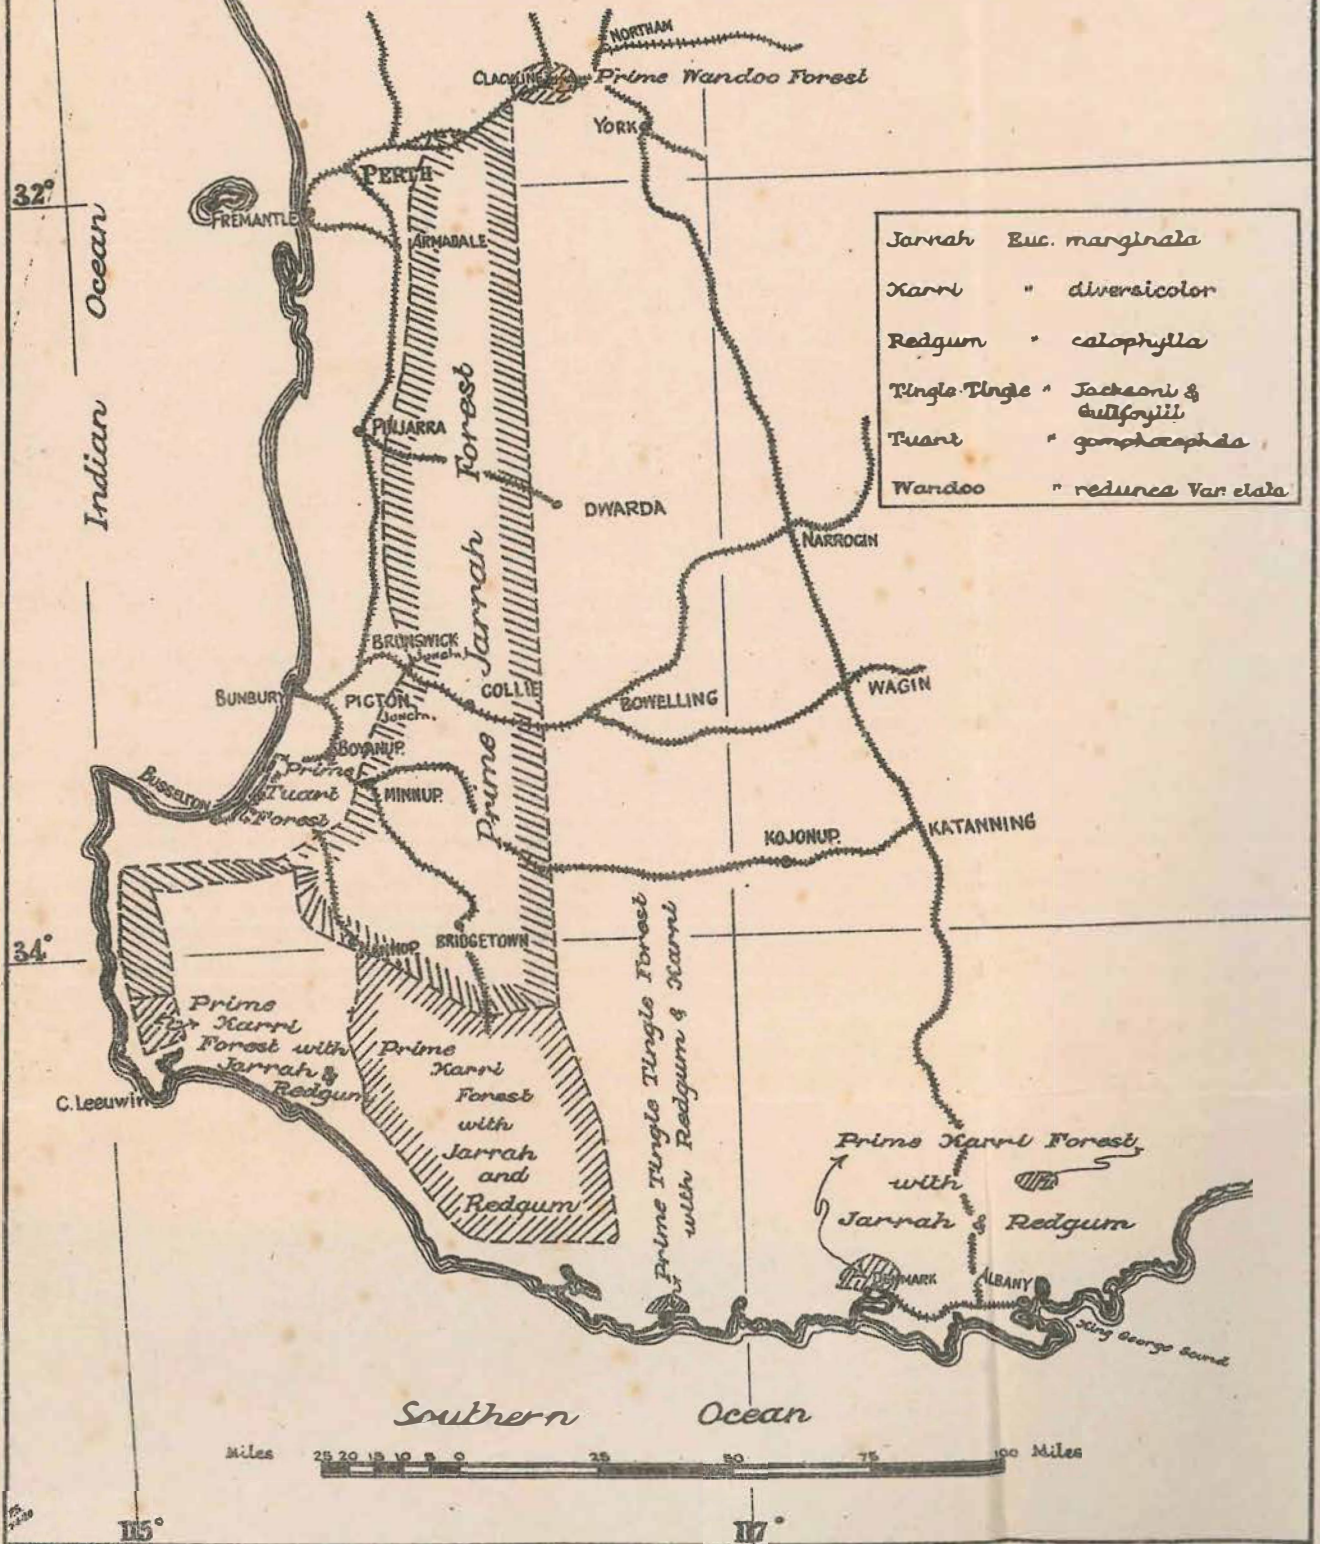 NORTHAM
CLACKLINE
Prime Wandoo Forest
YORK
PERTH
32°
FREMANTLE
ARMADALE
Indian Ocean
Jarrah Euc. marginata
Karri " diversicolor
Redgum " calophylla
Tingle-Tingle " Jacksoni &
Guilfoylii
Tuart " gomphocephala
Wandoo " redunca Var. elata
PINJARRA
Prime Jarrah Forest
DWARDA
NARROGIN
BRUNSWICK
Junctn.
BUNBURY
PICTON
Junctn.
COLLIE
BOWELLING
WAGIN
BOYANUP.
BUSSELTON
Prime
Tuart
Forest
MINNUP.
KOJONUP.
KATANNING
34°
NANNUP
BRIDGETOWN
Prime Tingle Tingle Forest
with Redgum & Karri
Prime
Karri
Forest with
Jarrah &
Redgum
C. Leeuwin
Prime
Karri
Forest
with
Jarrah
and
Redgum
Prime Karri Forest
with
Jarrah & Redgum
DENMARK
ALBANY
King George Sound
Southern Ocean
Miles 25 20 15 10 5 0 25 50 75 100 Miles
115° 117°